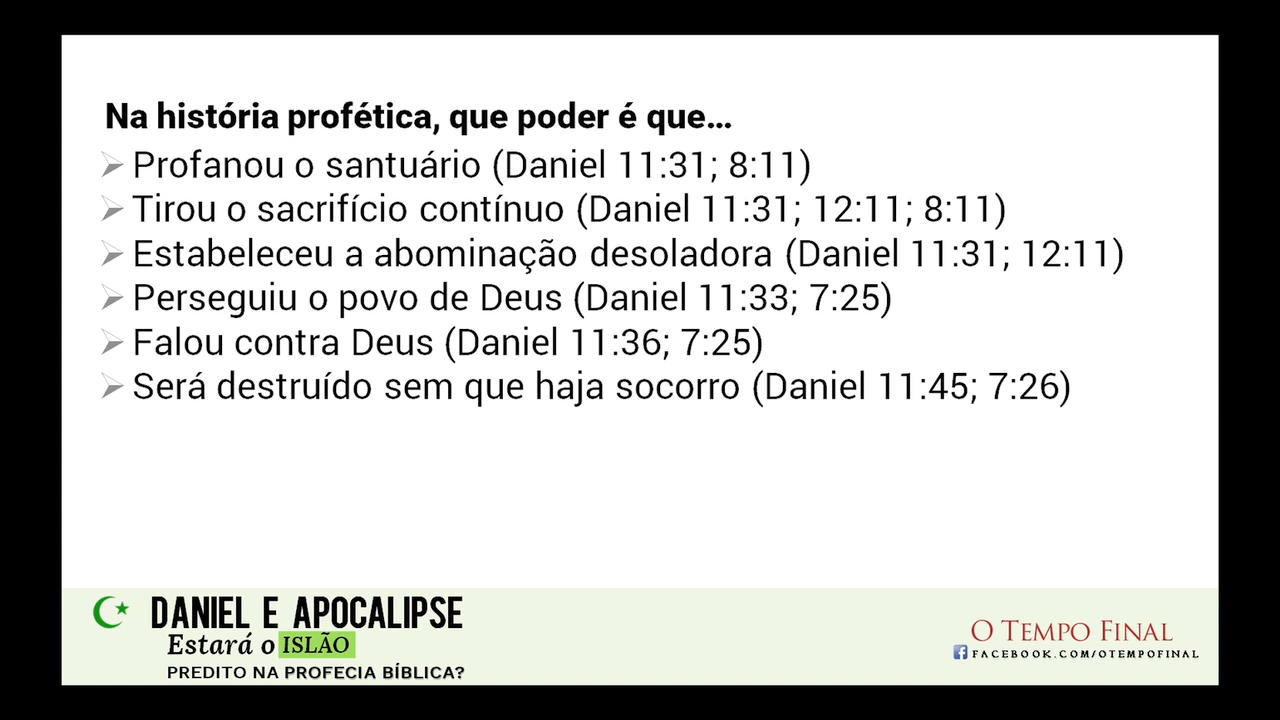 Na história profética, que poder é que...
Profanou o santuário (Daniel 11:31; 8:11)
Tirou o sacrifício contínuo (Daniel 11:31; 12:11; 8:11)
Estabeleceu a abominação desoladora (Daniel 11:31; 12:11)
Perseguiu o povo de Deus (Daniel 11:33; 7:25)
Falou contra Deus (Daniel 11:36; 7:25)
Será destruído sem que haja socorro (Daniel 11:45; 7:26)
DANIEL E APOCALIPSE
Estará o ISLÃO
PREDITO NA PROFECIA BÍBLICA?
O TEMPO FINAL
FACEBOOK.COM/OTEMPOFINAL